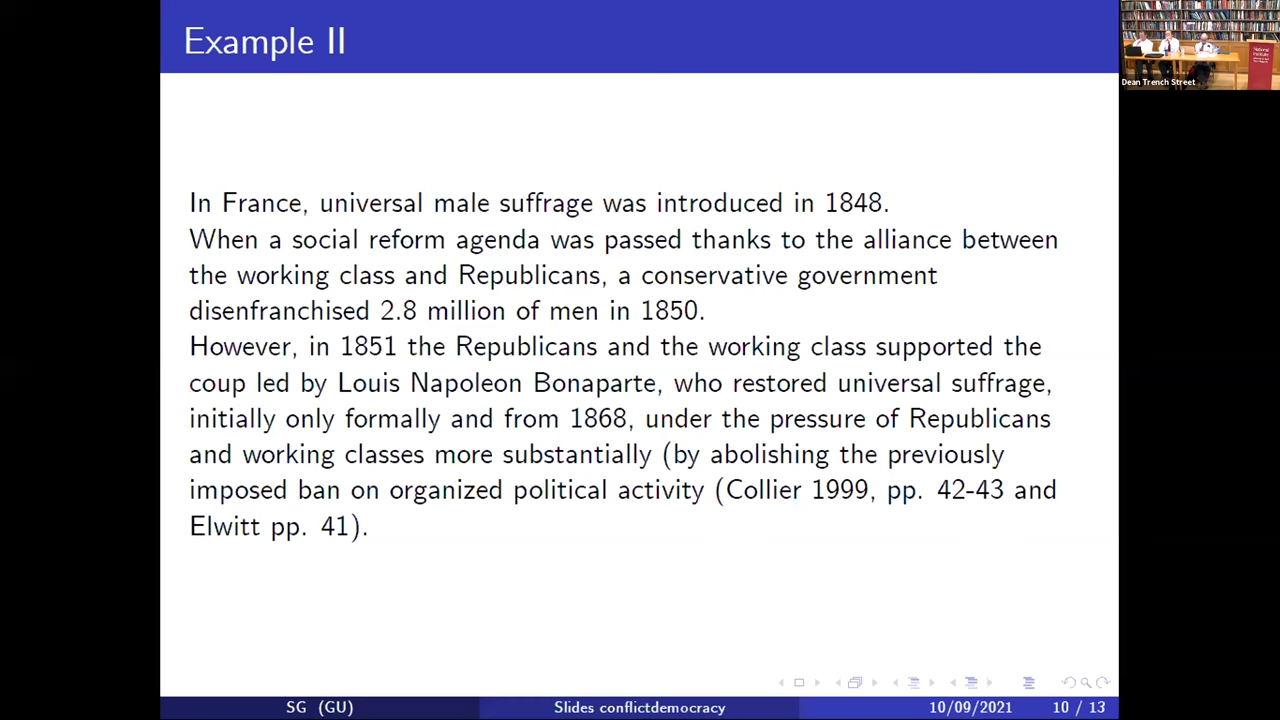 Example II
In France, universal male suffrage was introduced in 1848.
When a social reform agenda was passed thanks to the alliance between
the working class and Republicans, a conservative government
disenfranchised 2.8 million of men in 1850.
However, in 1851 the Republicans and the working class supported the
coup led by Louis Napoleon Bonaparte, who restored universal suffrage,
initially only formally and from 1868, under the pressure of Republicans
and working classes more substantially (by abolishing the previously
imposed ban on organized political activity (Collier 1999, pp. 42-43 and
Elwitt pp. 41).
SG (GU)
Slides conflictdemocracy
10/09/2021
10 / 13
National
Institute
Dean Trench Street